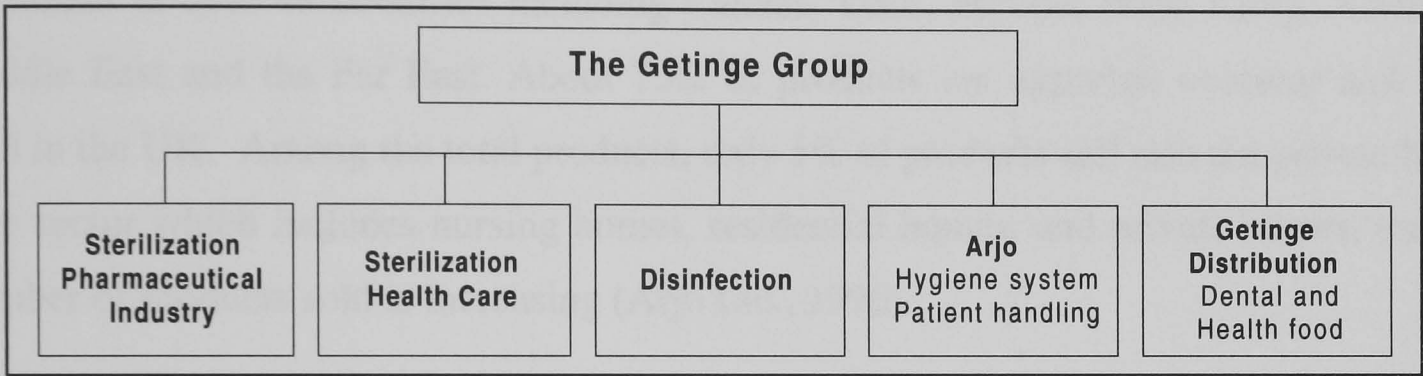 The Getinge Group
Sterilization
Pharmaceutical
Industry
Sterilization
Health Care
Disinfection
Arjo
Hygiene system
Patient handling
Getinge
Distribution
Dental and
Health food